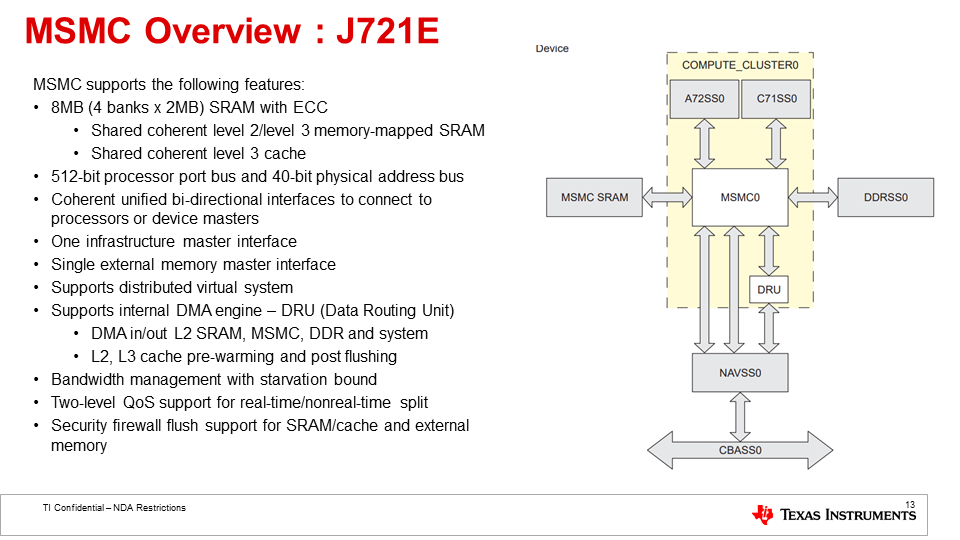 MSMC Overview : J721E
MSMC supports the following features:
• 8MB (4 banks x 2MB) SRAM with ECC
• Shared coherent level 2/level 3 memory-mapped SRAM
• Shared coherent level 3 cache
• 512-bit processor port bus and 40-bit physical address bus
• Coherent unified bi-directional interfaces to connect to
processors or device masters
• One infrastructure master interface
• Single external memory master interface
• Supports distributed virtual system
• Supports internal DMA engine – DRU (Data Routing Unit)
• DMA in/out L2 SRAM, MSMC, DDR and system
• L2, L3 cache pre-warming and post flushing
• Bandwidth management with starvation bound
• Two-level QoS support for real-time/nonreal-time split
• Security firewall flush support for SRAM/cache and external
memory
Device
COMPUTE_CLUSTER0
A72SS0
C71SS0
MSMC SRAM
MSMC0
DDRSS0
DRU
NAVSS0
CBASS0
TI Confidential – NDA Restrictions
13
TEXAS INSTRUMENTS